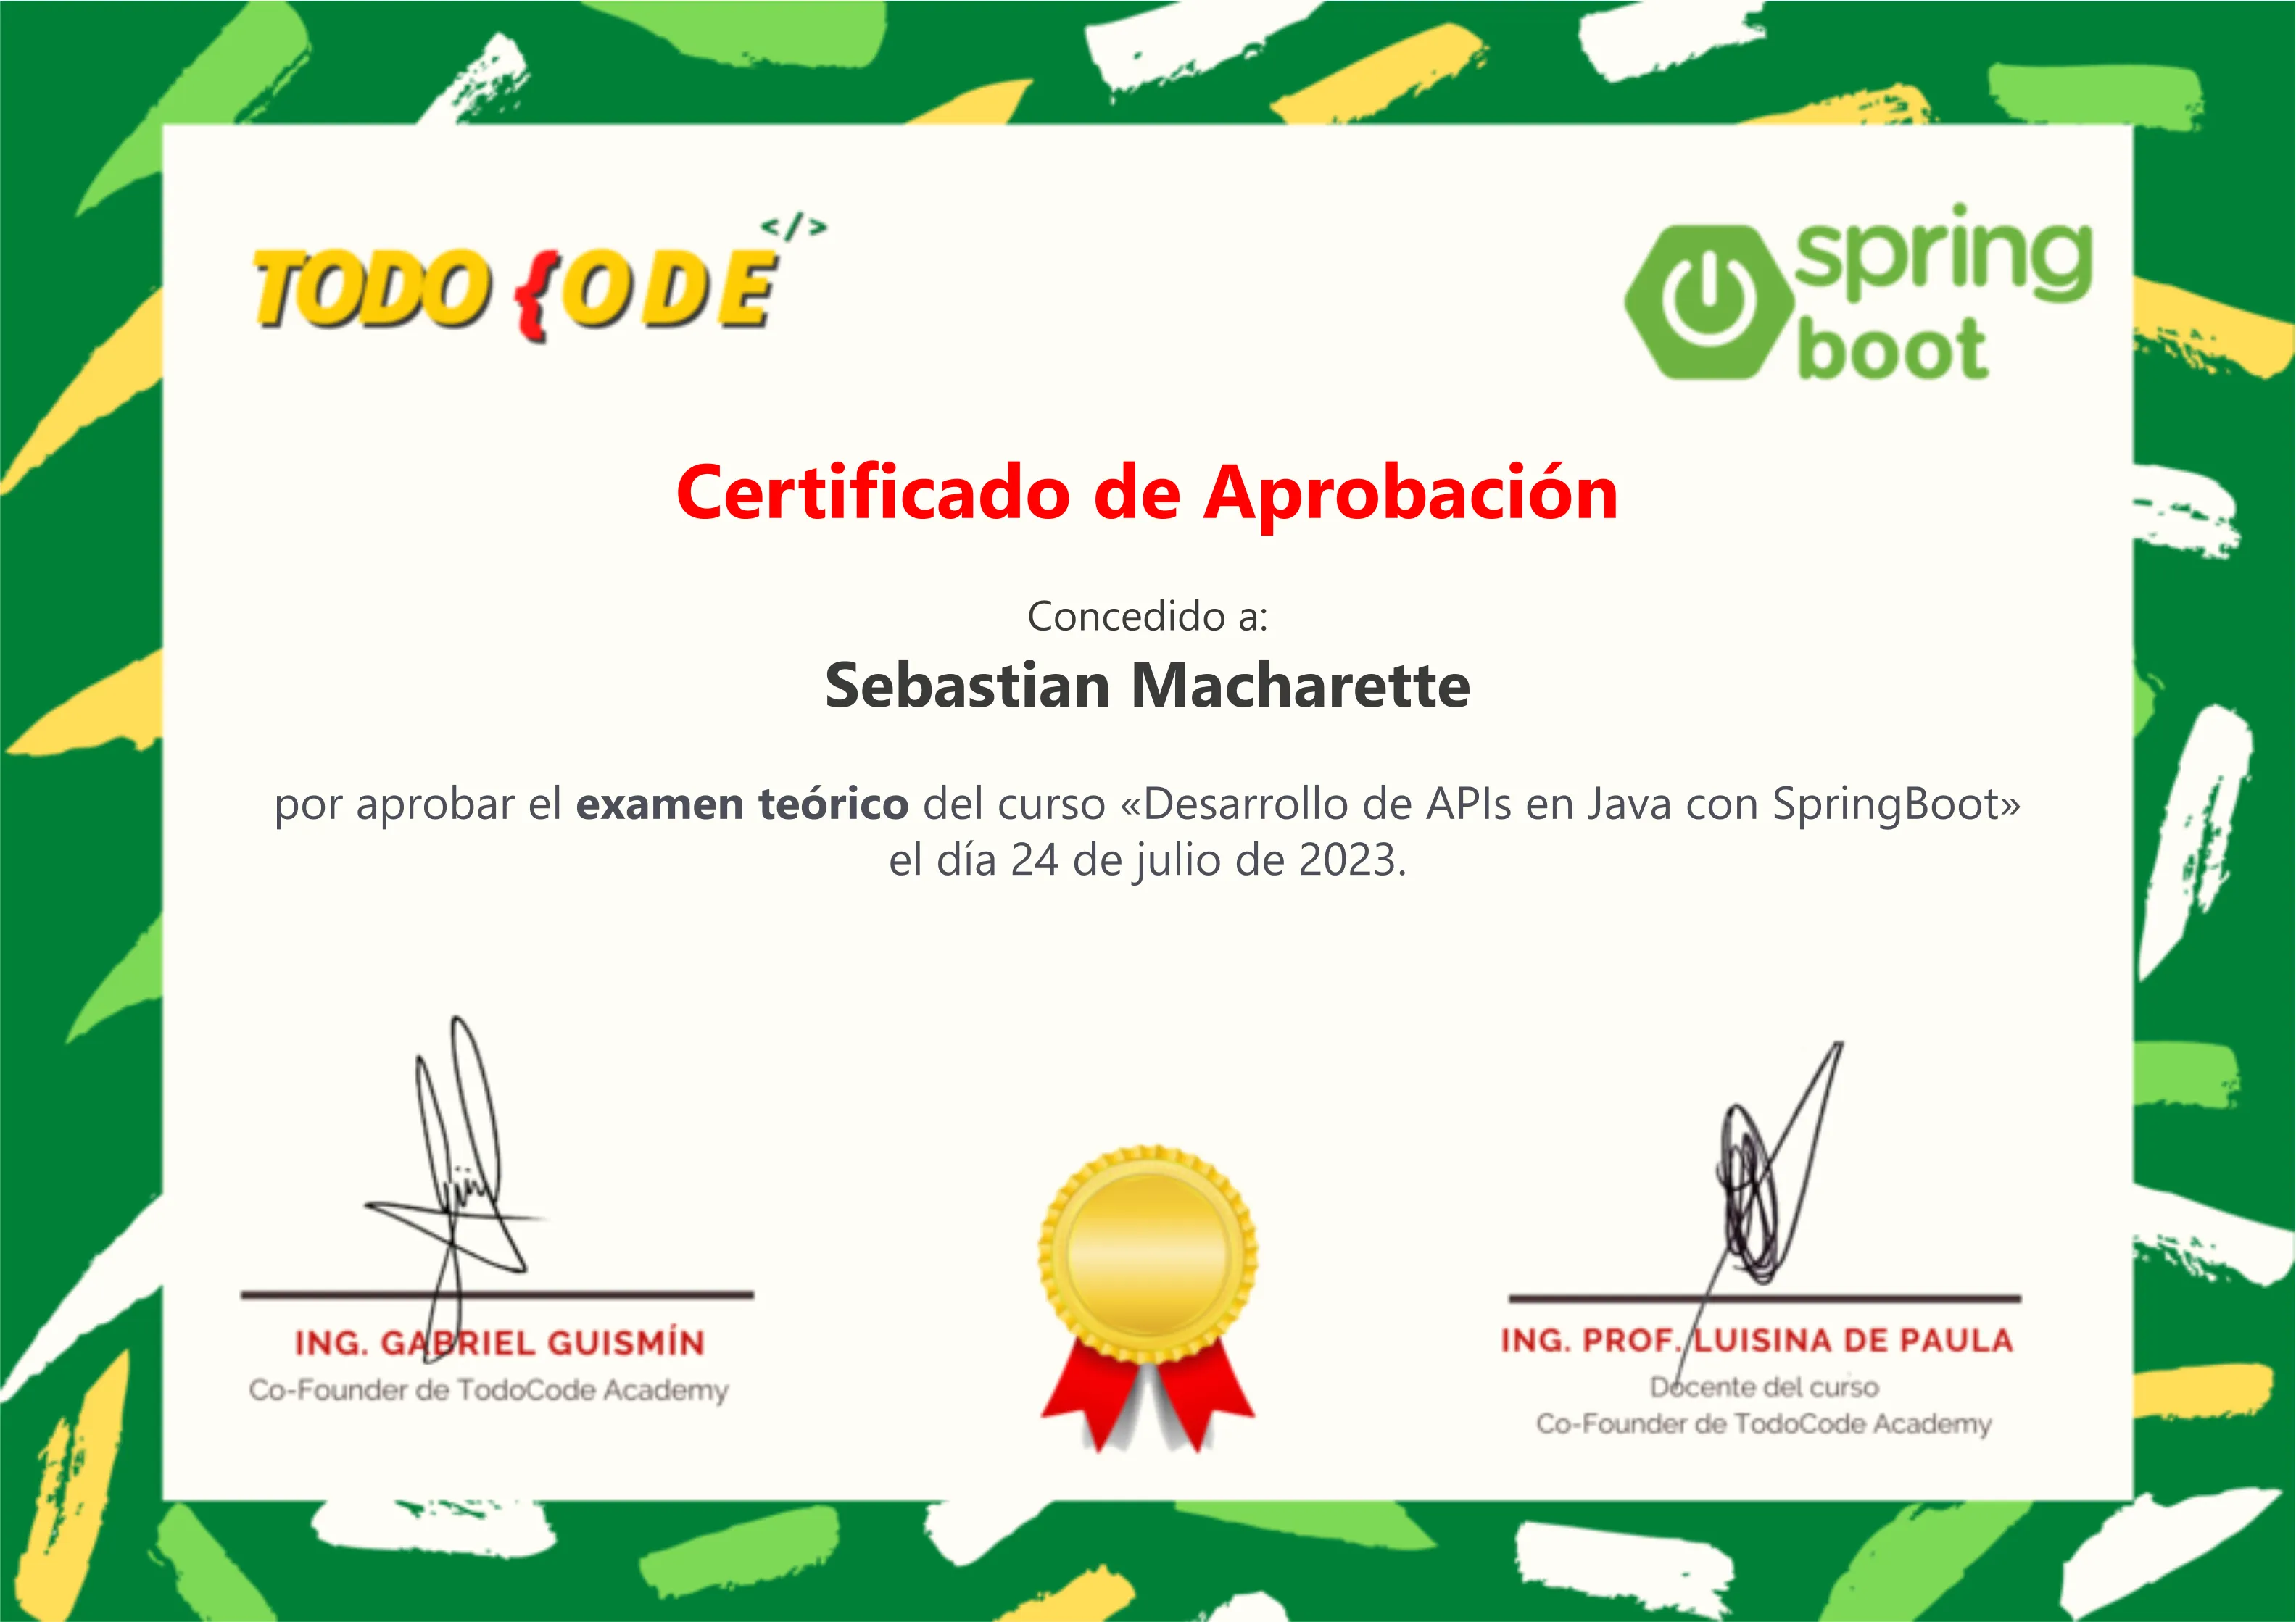 TODO {ODE </>
spring
boot
Certificado de Aprobación
Concedido a:
Sebastian Macharette
por aprobar el examen teórico del curso «Desarrollo de APIs en Java con SpringBoot»
el día 24 de julio de 2023.
ING. GABRIEL GUISMÍN
Co-Founder de TodoCode Academy
ING. PROF. LUISINA DE PAULA
Docente del curso
Co-Founder de TodoCode Academy